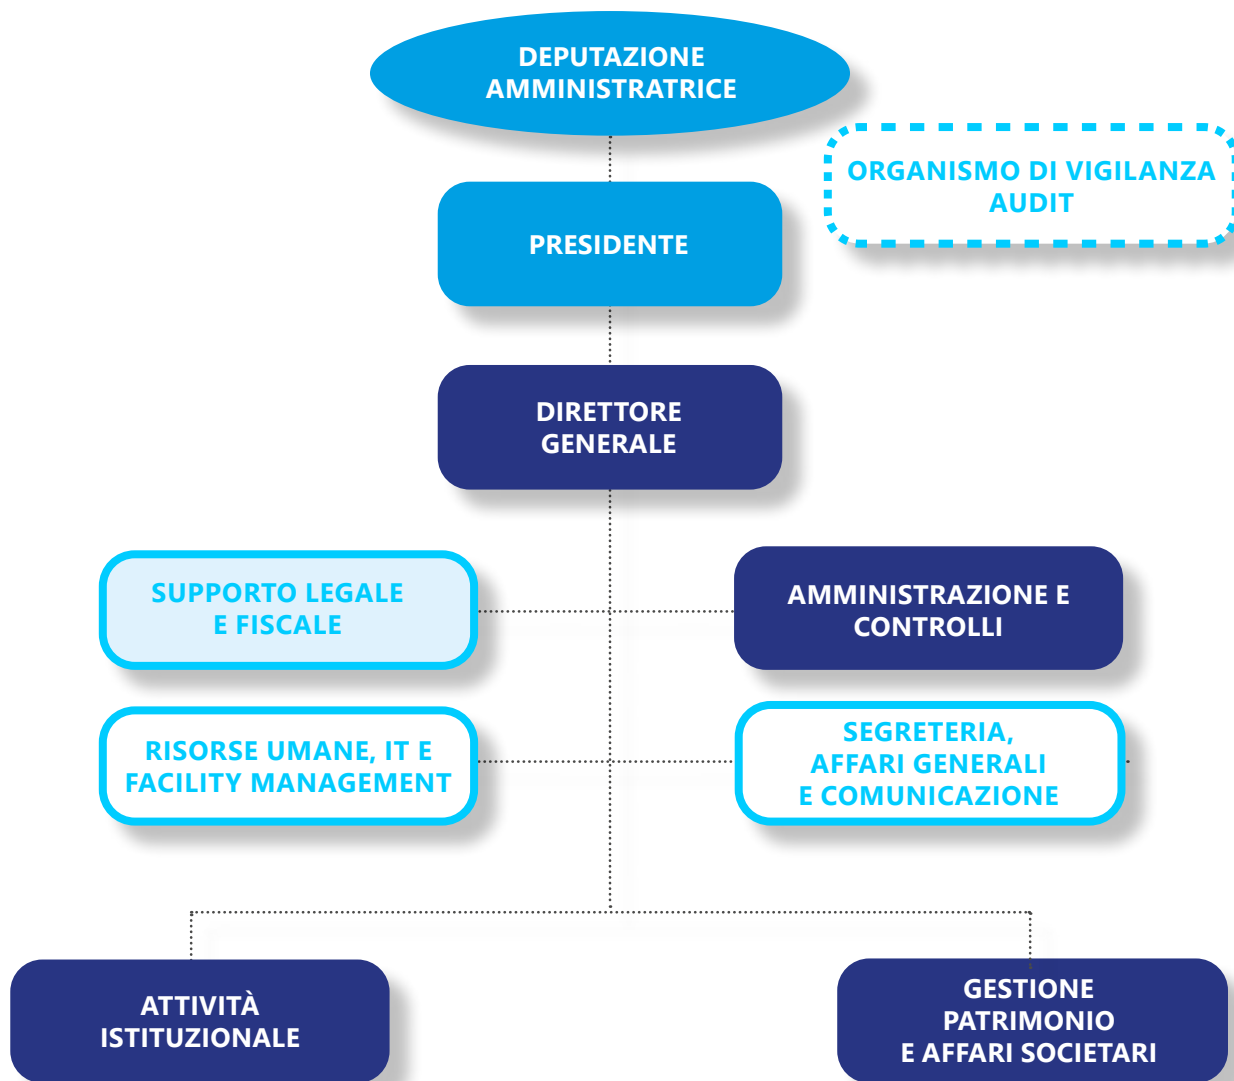 DEPUTAZIONE
AMMINISTRATRICE
ORGANISMO DI VIGILANZA
AUDIT
PRESIDENTE
DIRETTORE
GENERALE
SUPPORTO LEGALE
E FISCALE
AMMINISTRAZIONE E
CONTROLLI
RISORSE UMANE, IT E
FACILITY MANAGEMENT
SEGRETERIA,
AFFARI GENERALI
E COMUNICAZIONE
ATTIVITÀ
ISTITUZIONALE
GESTIONE
PATRIMONIO
E AFFARI SOCIETARI